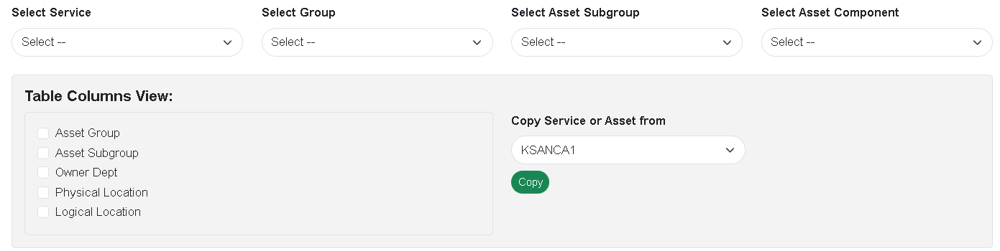 Select Service
Select Group
Select Asset Subgroup
Select Asset Component
Select --
Select --
Select --
Select --
Table Columns View:
Asset Group
Asset Subgroup
Owner Dept
Physical Location
Logical Location
Copy Service or Asset from
KSANCA1
Copy